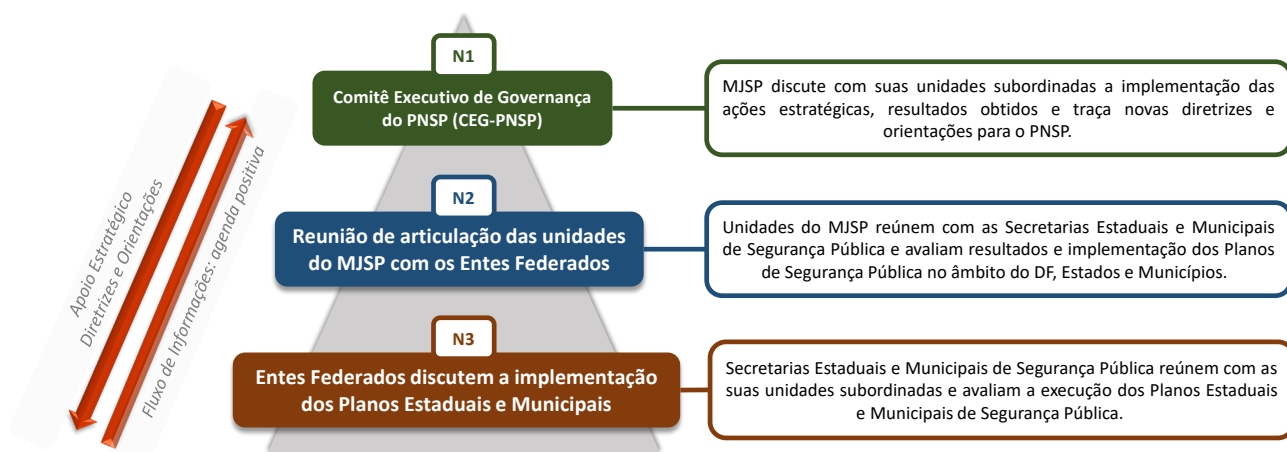 N1
Comitê Executivo de Governança
do PNSP (CEG-PNSP)
MJSP discute com suas unidades subordinadas a implementação das
ações estratégicas, resultados obtidos e traça novas diretrizes e
orientações para o PNSP.
Apoio Estratégico
Diretrizes e Orientações
Fluxo de Informações: agenda positiva
N2
Reunião de articulação das unidades
do MJSP com os Entes Federados
Unidades do MJSP reúnem com as Secretarias Estaduais e Municipais
de Segurança Pública e avaliam resultados e implementação dos Planos
de Segurança Pública no âmbito do DF, Estados e Municípios.
N3
Entes Federados discutem a implementação
dos Planos Estaduais e Municipais
Secretarias Estaduais e Municipais de Segurança Pública reúnem com as
suas unidades subordinadas e avaliam a execução dos Planos Estaduais
e Municipais de Segurança Pública.